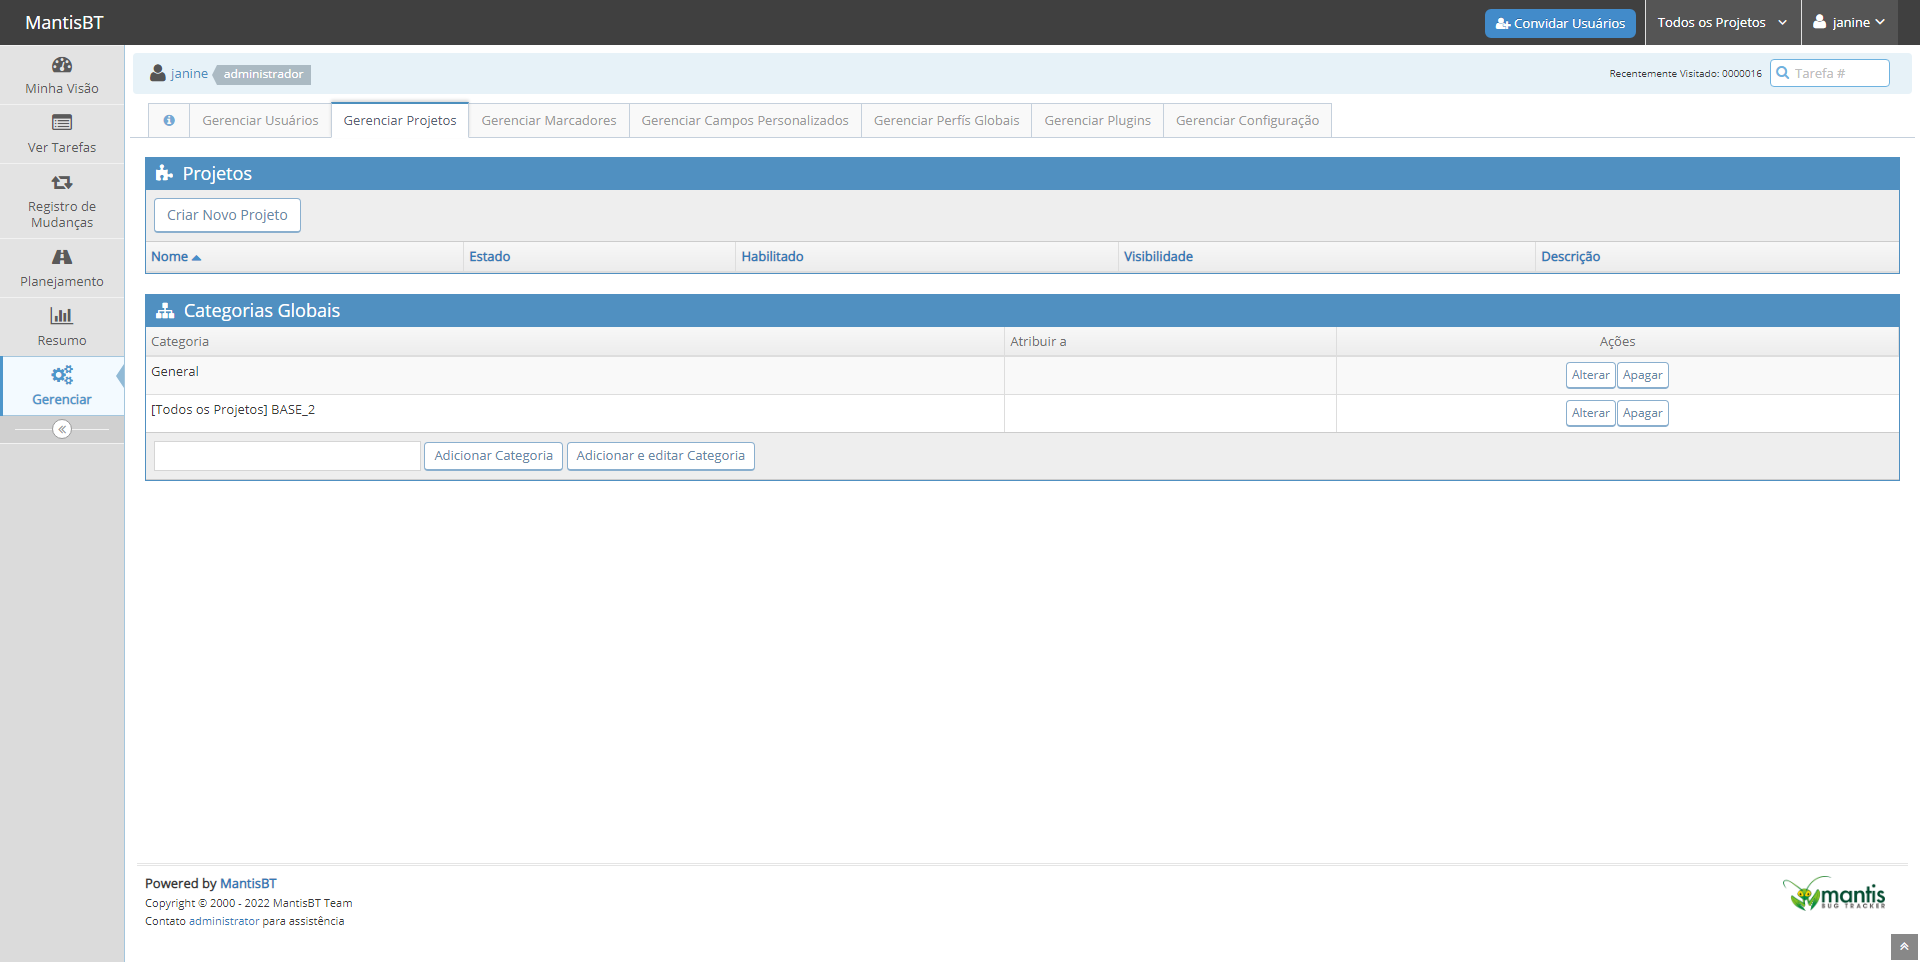 MantisBT
Convidar Usuários
Todos os Projetos
janine
Minha Visão
Ver Tarefas
Registro de
Mudanças
Planejamento
Resumo
Gerenciar
janine administrador
Recentemente Visitado: 0000016
Tarefa #
Gerenciar Usuários
Gerenciar Projetos
Gerenciar Marcadores
Gerenciar Campos Personalizados
Gerenciar Perfís Globais
Gerenciar Plugins
Gerenciar Configuração
Projetos
Criar Novo Projeto
Nome Estado Habilitado Visibilidade Descrição
Categorias Globais
Categoria Atribuir a Ações
General Alterar Apagar
[Todos os Projetos] BASE_2 Alterar Apagar
Adicionar Categoria Adicionar e editar Categoria
Powered by MantisBT
Copyright © 2000 - 2022 MantisBT Team
Contato administrator para assistência
mantis
BUG TRACKER